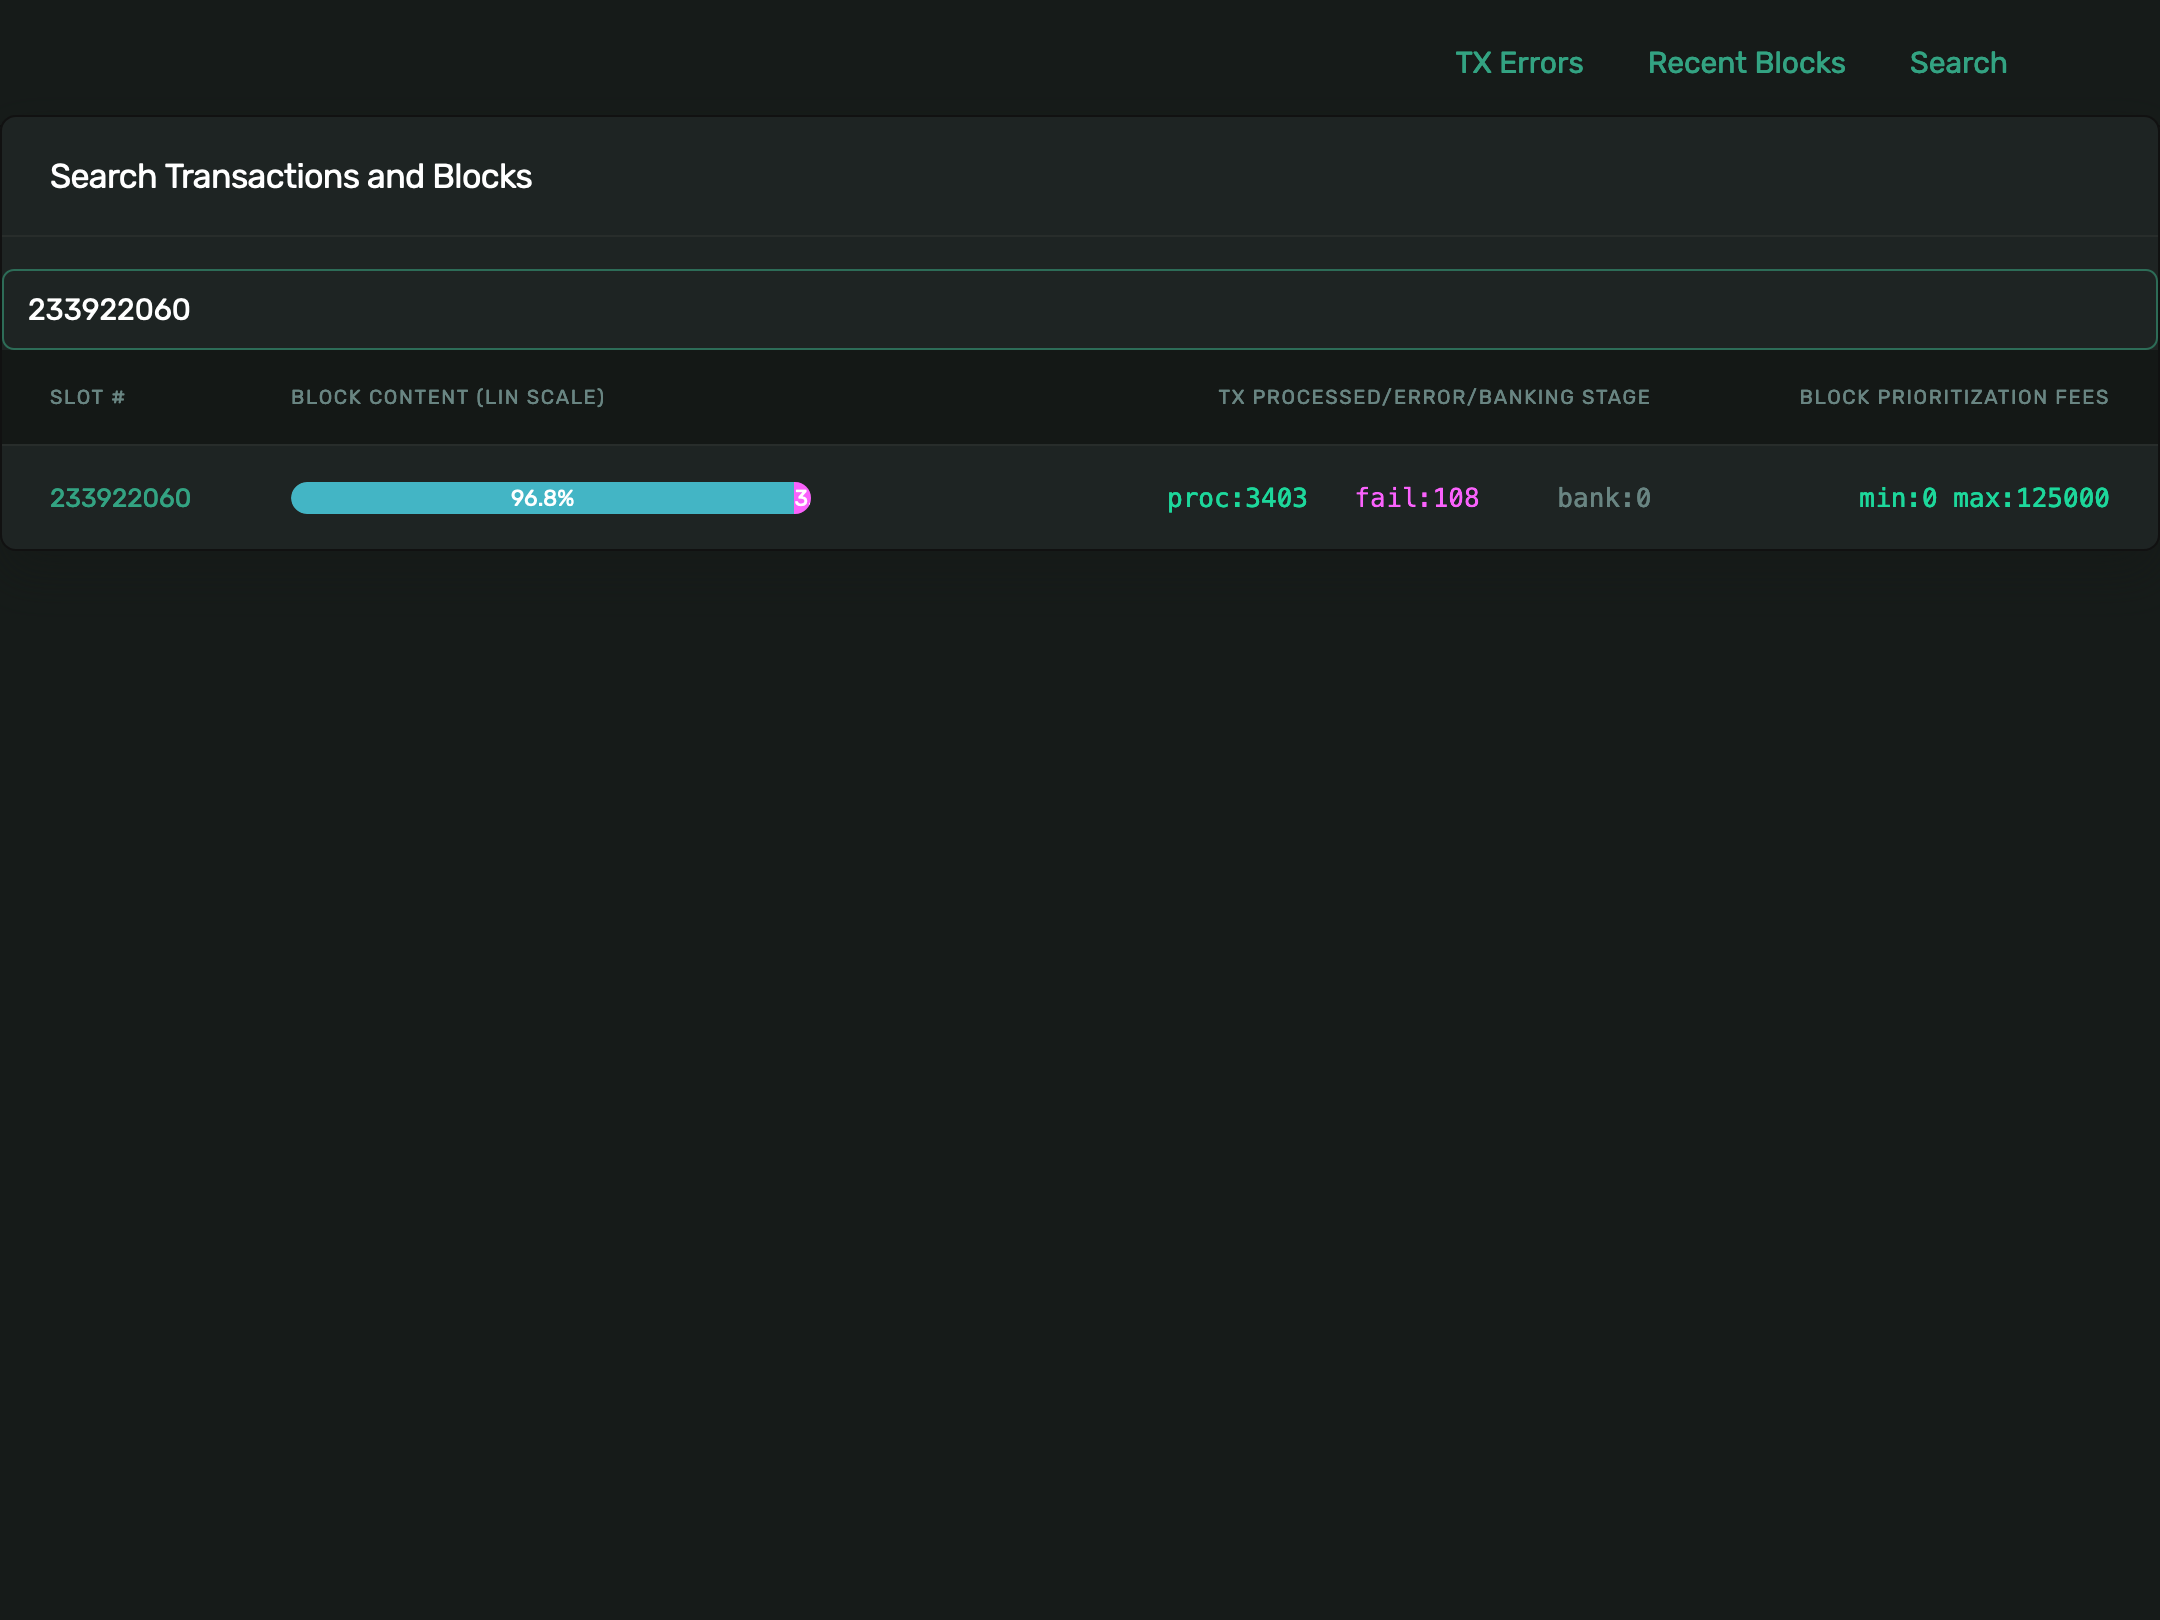 TX Errors Recent Blocks Search
Search Transactions and Blocks
233922060
SLOT # BLOCK CONTENT (LIN SCALE) TX PROCESSED/ERROR/BANKING STAGE BLOCK PRIORITIZATION FEES
233922060 96.8% 3 proc:3403 fail:108 bank:0 min:0 max:125000